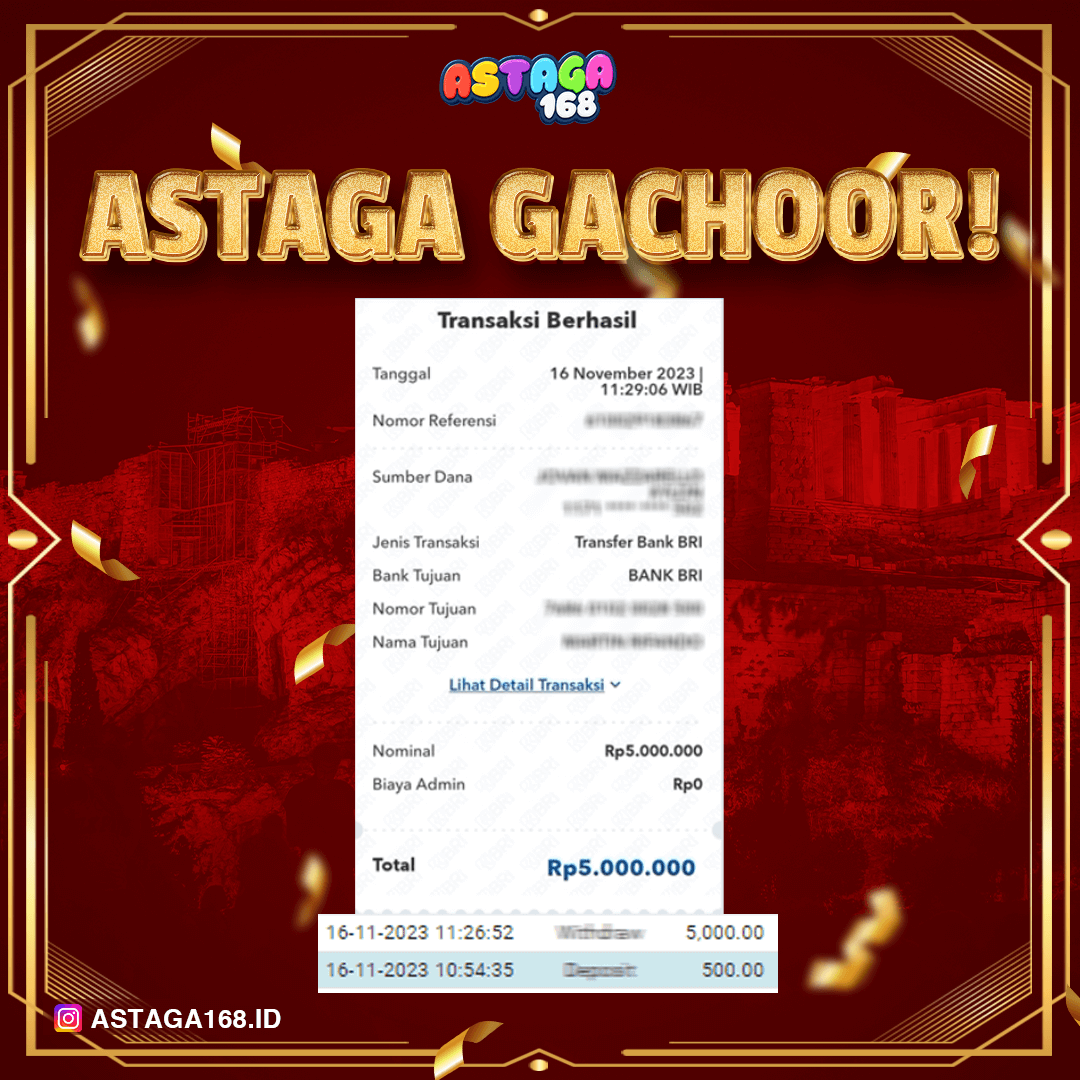 ASTAGA
168
ASTAGA GACHOOR!
Transaksi Berhasil
Tanggal 16 November 2023 |
11:29:06 WIB
Nomor Referensi
Sumber Dana
Jenis Transaksi Transfer Bank BRI
Bank Tujuan BANK BRI
Nomor Tujuan
Nama Tujuan
Lihat Detail Transaksi
Nominal Rp5.000.000
Biaya Admin Rp0
Total Rp5.000.000
16-11-2023 11:26:52 Withdraw 5,000.00
16-11-2023 10:54:35 Deposit 500.00
ASTAGA168.ID